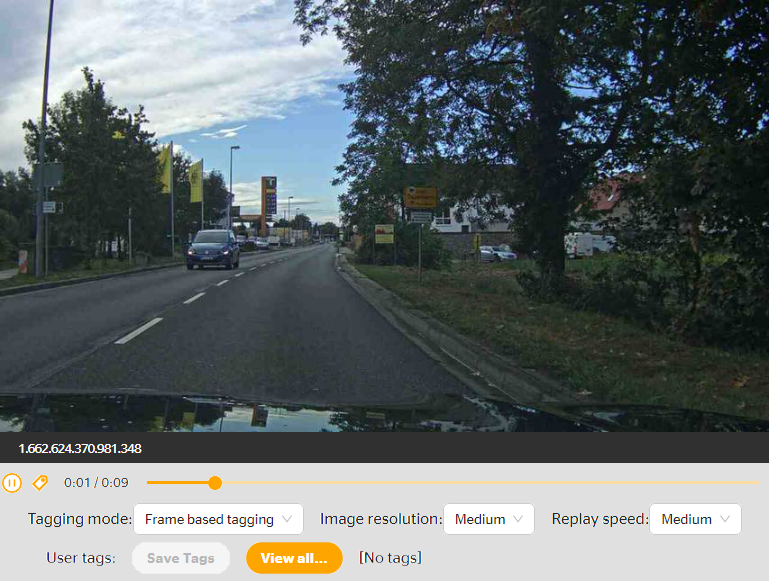 1.662.624.370.981.348
0:01 / 0:09
Tagging mode: Frame based tagging Image resolution: Medium Replay speed: Medium
User tags: Save Tags View all... [No tags]